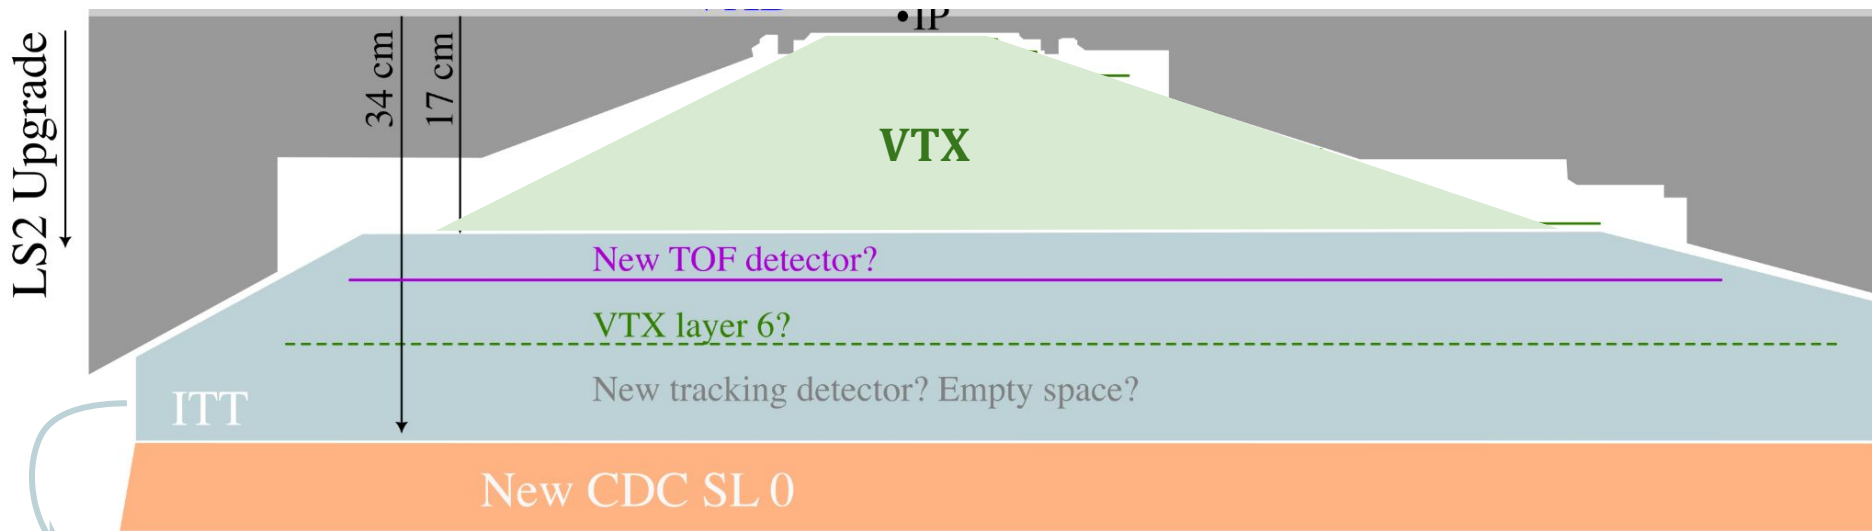 • IP
LS2 Upgrade
34 cm
17 cm
VTX
New TOF detector?
VTX layer 6?
New tracking detector? Empty space?
ITT
New CDC SL 0